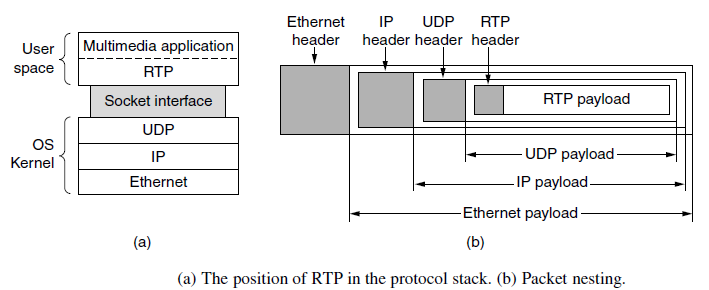 User
space
Multimedia application
RTP
Socket interface
OS
Kernel
UDP
IP
Ethernet
(a)
Ethernet
header
IP
header
UDP
header
RTP
header
RTP payload
UDP payload
IP payload
Ethernet payload
(b)
(a) The position of RTP in the protocol stack. (b) Packet nesting.